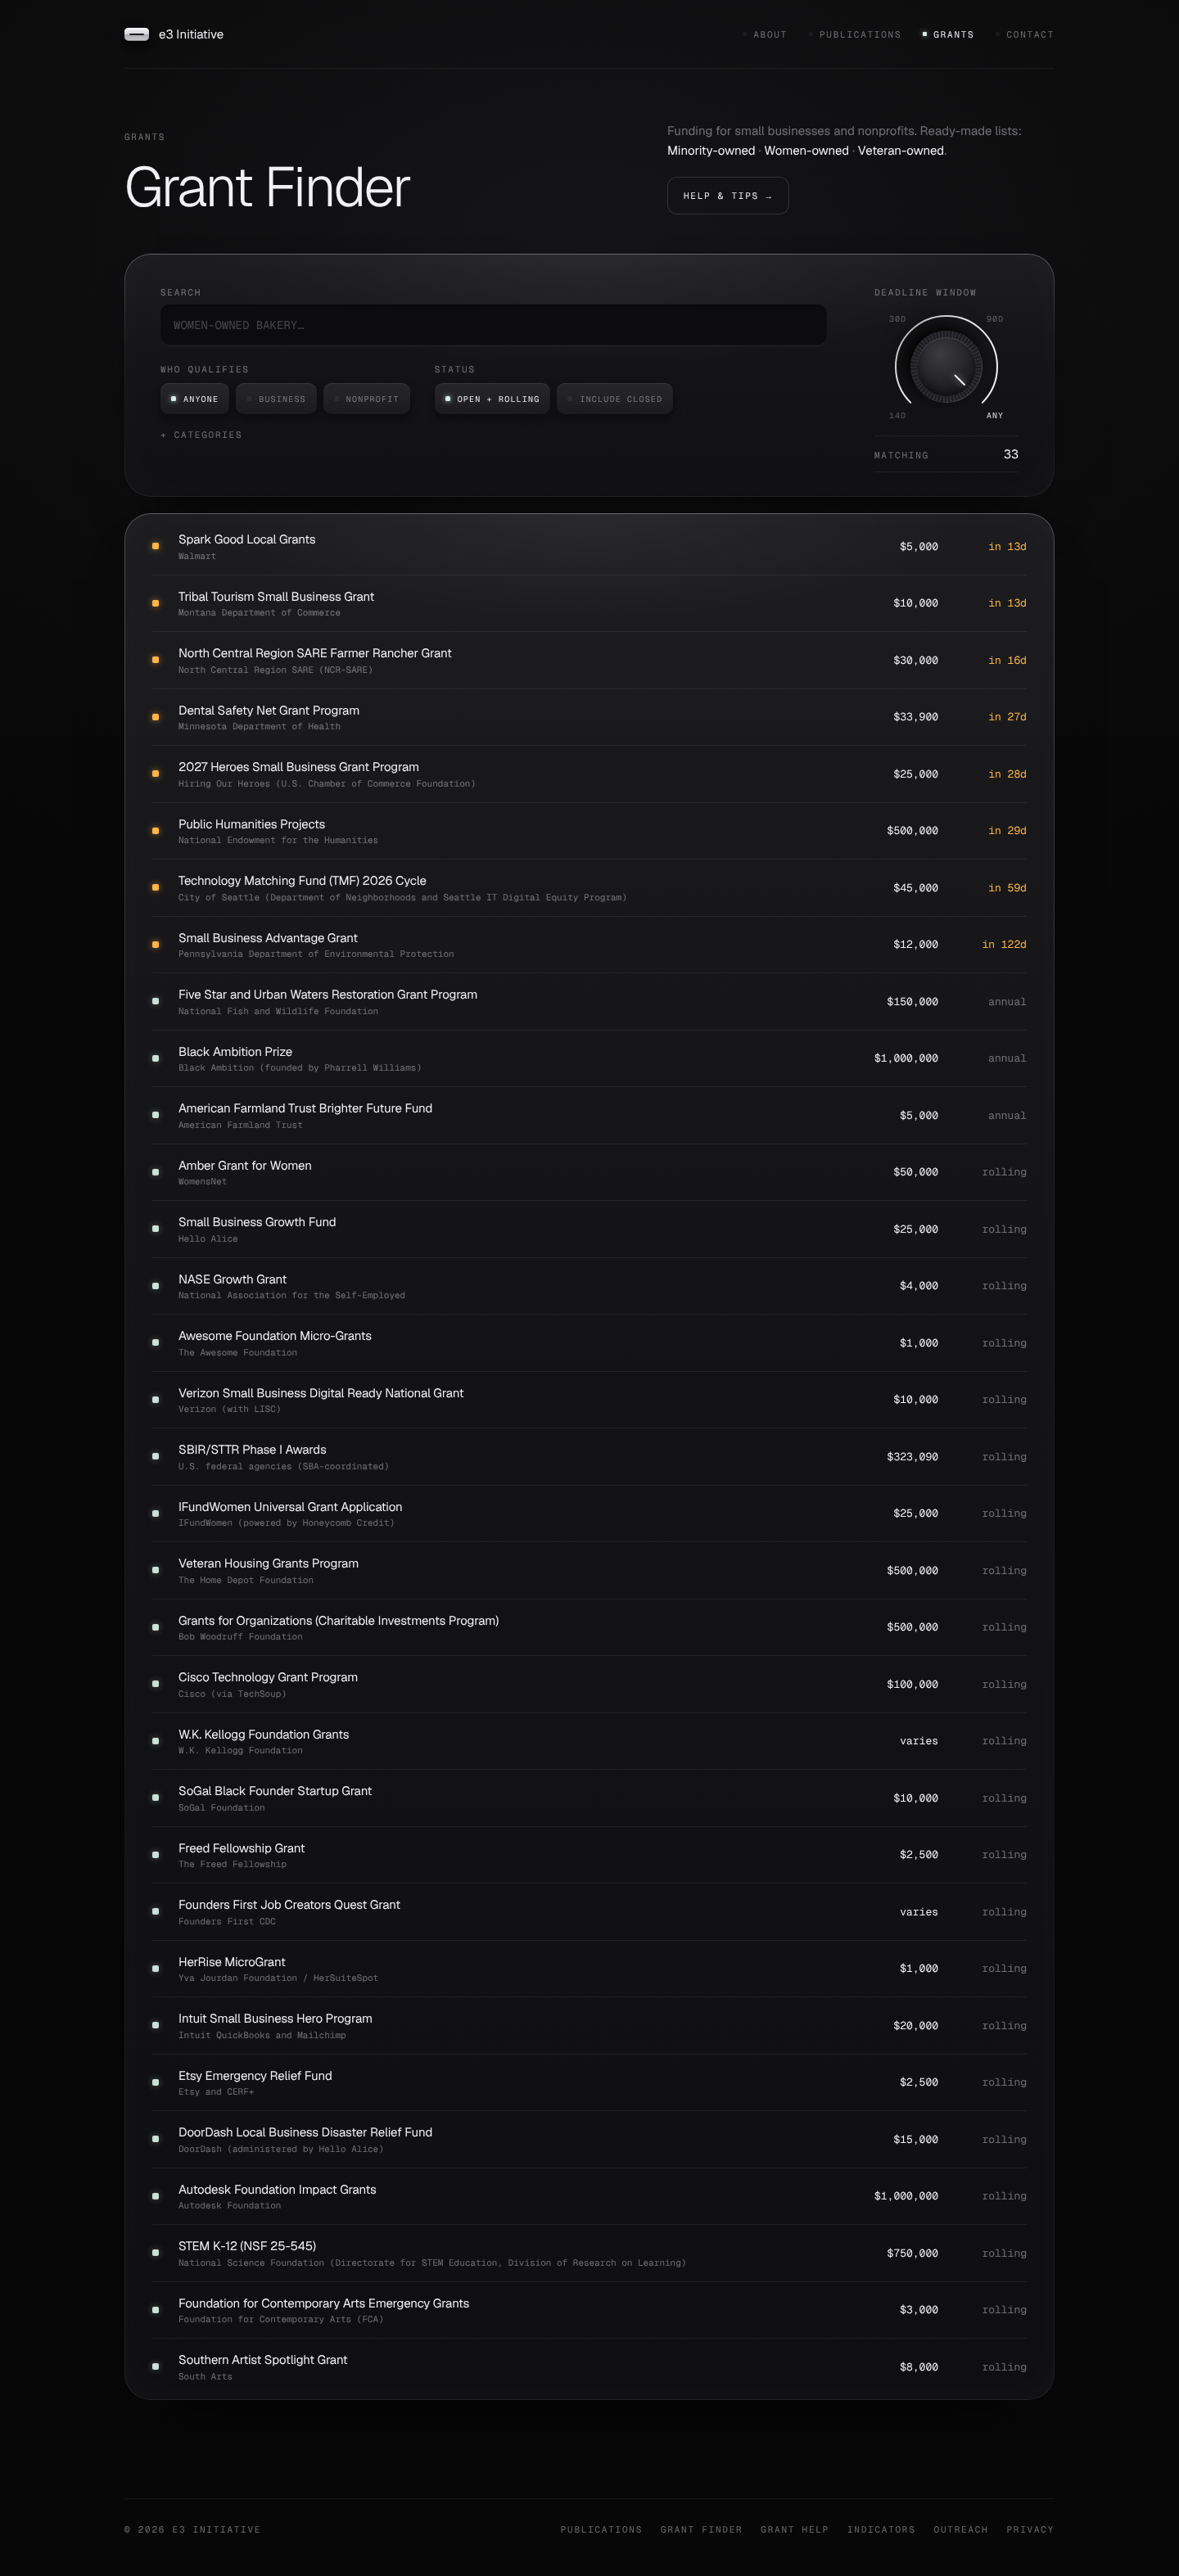 e3 Initiative
ABOUT PUBLICATIONS GRANTS CONTACT
GRANTS
Grant Finder
Funding for small businesses and nonprofits. Ready-made lists:
Minority-owned · Women-owned · Veteran-owned.
HELP & TIPS →
SEARCH
WOMEN-OWNED BAKERY…
WHO QUALIFIES
ANYONE BUSINESS NONPROFIT
STATUS
OPEN + ROLLING INCLUDE CLOSED
+ CATEGORIES
DEADLINE WINDOW
30D 90D
14D ANY
MATCHING 33
Spark Good Local Grants
Walmart
$5,000 in 13d
Tribal Tourism Small Business Grant
Montana Department of Commerce
$10,000 in 13d
North Central Region SARE Farmer Rancher Grant
North Central Region SARE (NCR-SARE)
$30,000 in 16d
Dental Safety Net Grant Program
Minnesota Department of Health
$33,900 in 27d
2027 Heroes Small Business Grant Program
Hiring Our Heroes (U.S. Chamber of Commerce Foundation)
$25,000 in 28d
Public Humanities Projects
National Endowment for the Humanities
$500,000 in 29d
Technology Matching Fund (TMF) 2026 Cycle
City of Seattle (Department of Neighborhoods and Seattle IT Digital Equity Program)
$45,000 in 59d
Small Business Advantage Grant
Pennsylvania Department of Environmental Protection
$12,000 in 122d
Five Star and Urban Waters Restoration Grant Program
National Fish and Wildlife Foundation
$150,000 annual
Black Ambition Prize
Black Ambition (founded by Pharrell Williams)
$1,000,000 annual
American Farmland Trust Brighter Future Fund
American Farmland Trust
$5,000 annual
Amber Grant for Women
WomensNet
$50,000 rolling
Small Business Growth Fund
Hello Alice
$25,000 rolling
NASE Growth Grant
National Association for the Self-Employed
$4,000 rolling
Awesome Foundation Micro-Grants
The Awesome Foundation
$1,000 rolling
Verizon Small Business Digital Ready National Grant
Verizon (with LISC)
$10,000 rolling
SBIR/STTR Phase I Awards
U.S. federal agencies (SBA-coordinated)
$323,090 rolling
IFundWomen Universal Grant Application
IFundWomen (powered by Honeycomb Credit)
$25,000 rolling
Veteran Housing Grants Program
The Home Depot Foundation
$500,000 rolling
Grants for Organizations (Charitable Investments Program)
Bob Woodruff Foundation
$500,000 rolling
Cisco Technology Grant Program
Cisco (via TechSoup)
$100,000 rolling
W.K. Kellogg Foundation Grants
W.K. Kellogg Foundation
varies rolling
SoGal Black Founder Startup Grant
SoGal Foundation
$10,000 rolling
Freed Fellowship Grant
The Freed Fellowship
$2,500 rolling
Founders First Job Creators Quest Grant
Founders First CDC
varies rolling
HerRise MicroGrant
Yva Jourdan Foundation / HerSuiteSpot
$1,000 rolling
Intuit Small Business Hero Program
Intuit QuickBooks and Mailchimp
$20,000 rolling
Etsy Emergency Relief Fund
Etsy and CERF+
$2,500 rolling
DoorDash Local Business Disaster Relief Fund
DoorDash (administered by Hello Alice)
$15,000 rolling
Autodesk Foundation Impact Grants
Autodesk Foundation
$1,000,000 rolling
STEM K-12 (NSF 25-545)
National Science Foundation (Directorate for STEM Education, Division of Research on Learning)
$750,000 rolling
Foundation for Contemporary Arts Emergency Grants
Foundation for Contemporary Arts (FCA)
$3,000 rolling
Southern Artist Spotlight Grant
South Arts
$8,000 rolling
© 2026 E3 INITIATIVE
PUBLICATIONS GRANT FINDER GRANT HELP INDICATORS OUTREACH PRIVACY